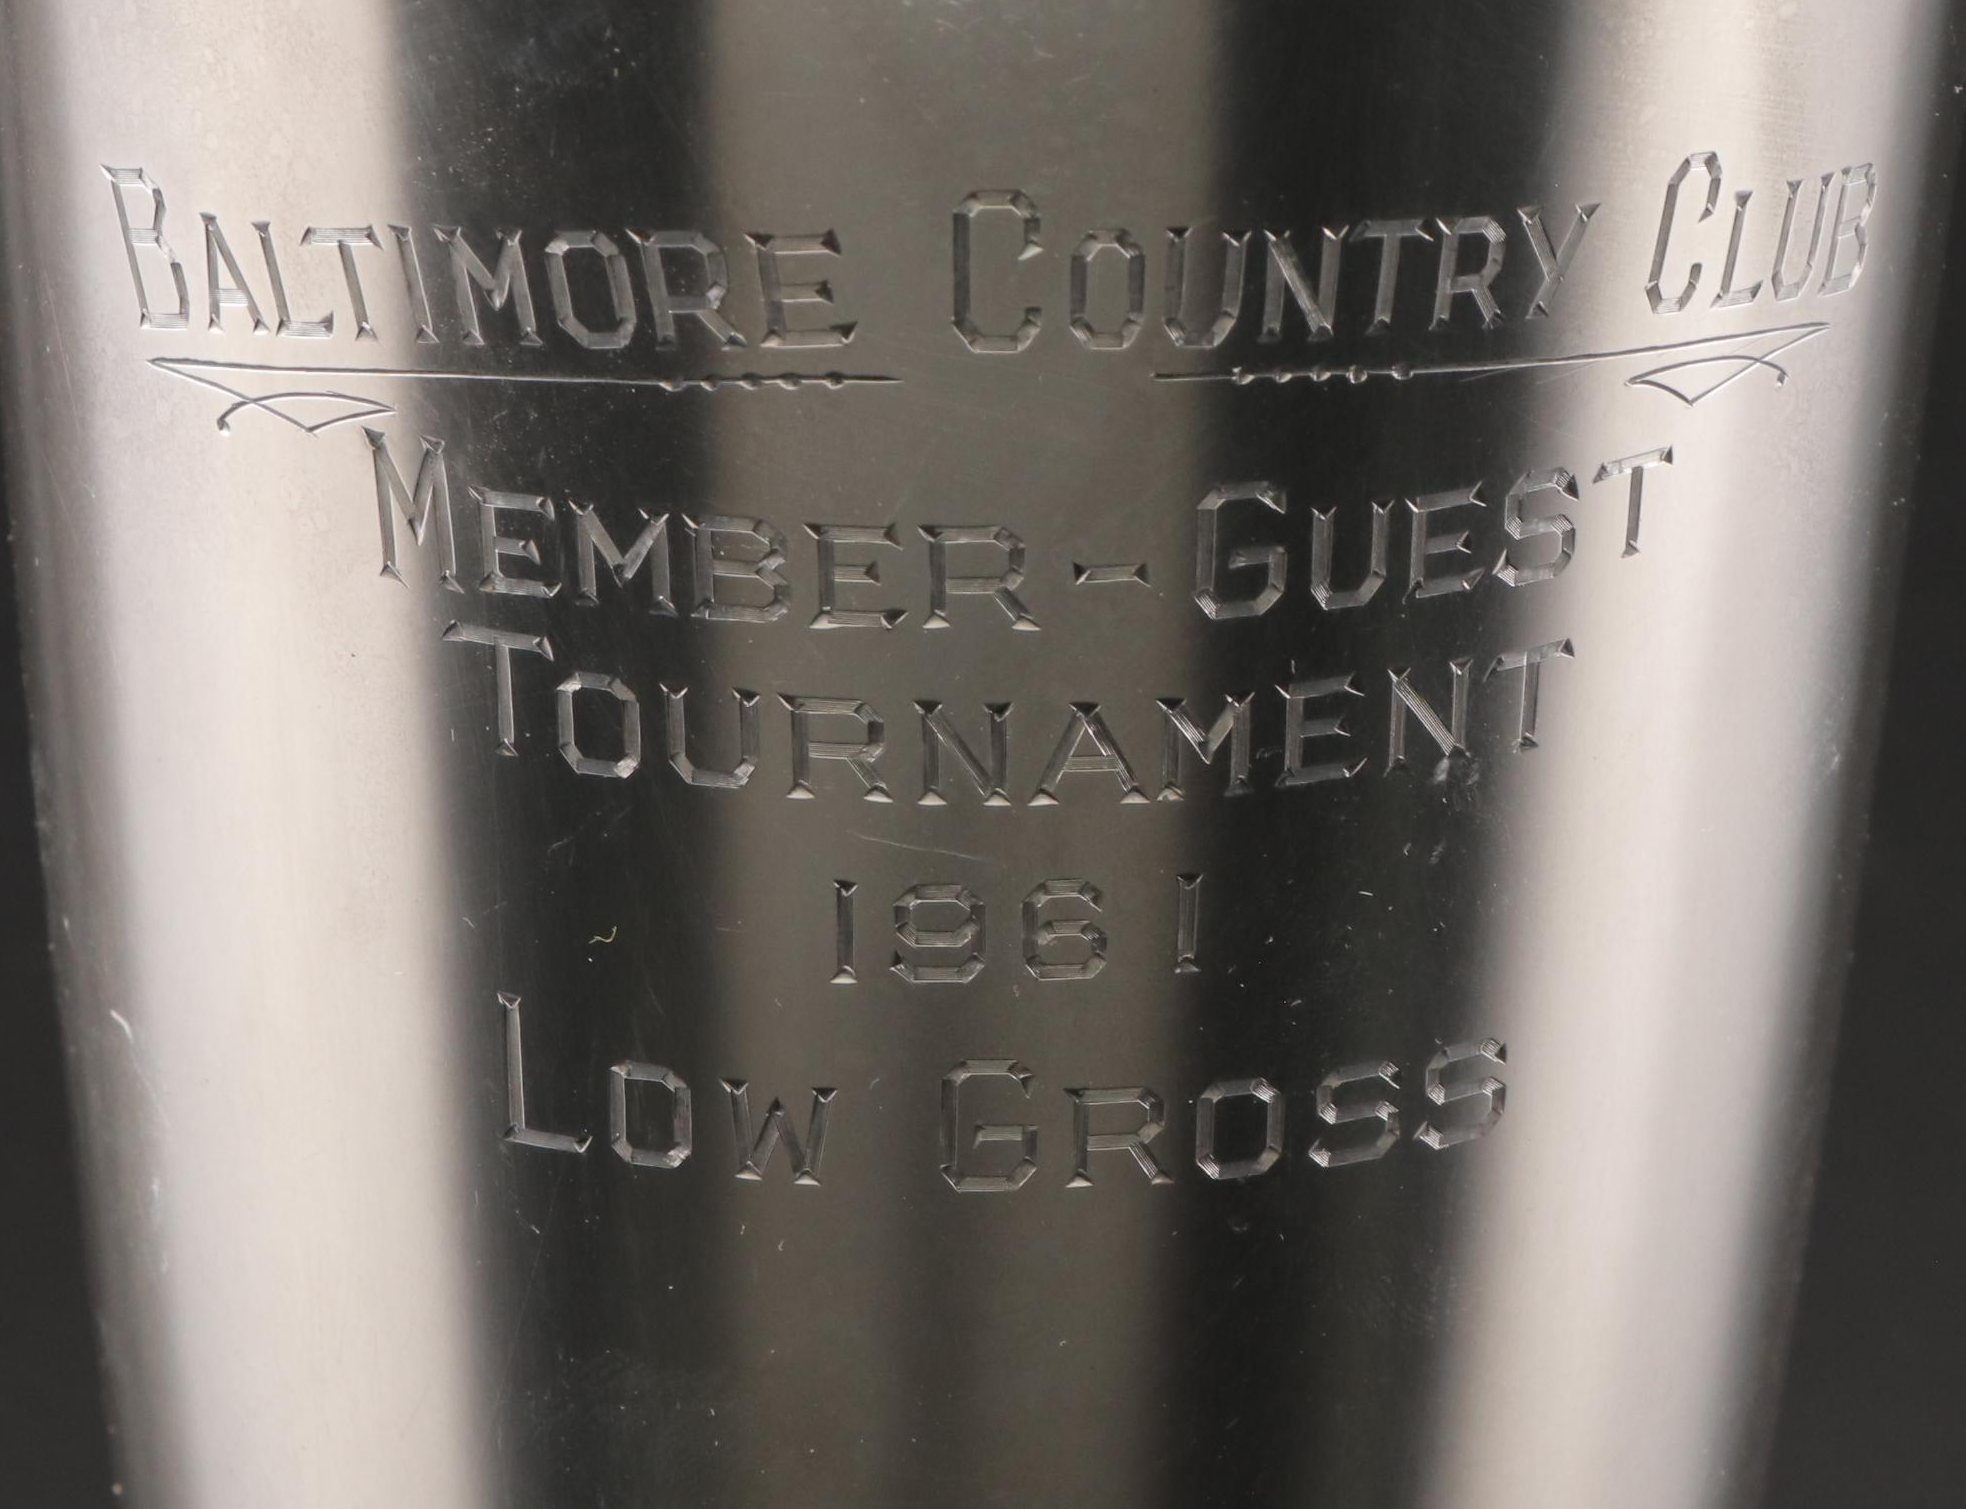 BALTIMORE COUNTRY CLUB
MEMBER-GUEST
TOURNAMENT
1961
LOW GROSS